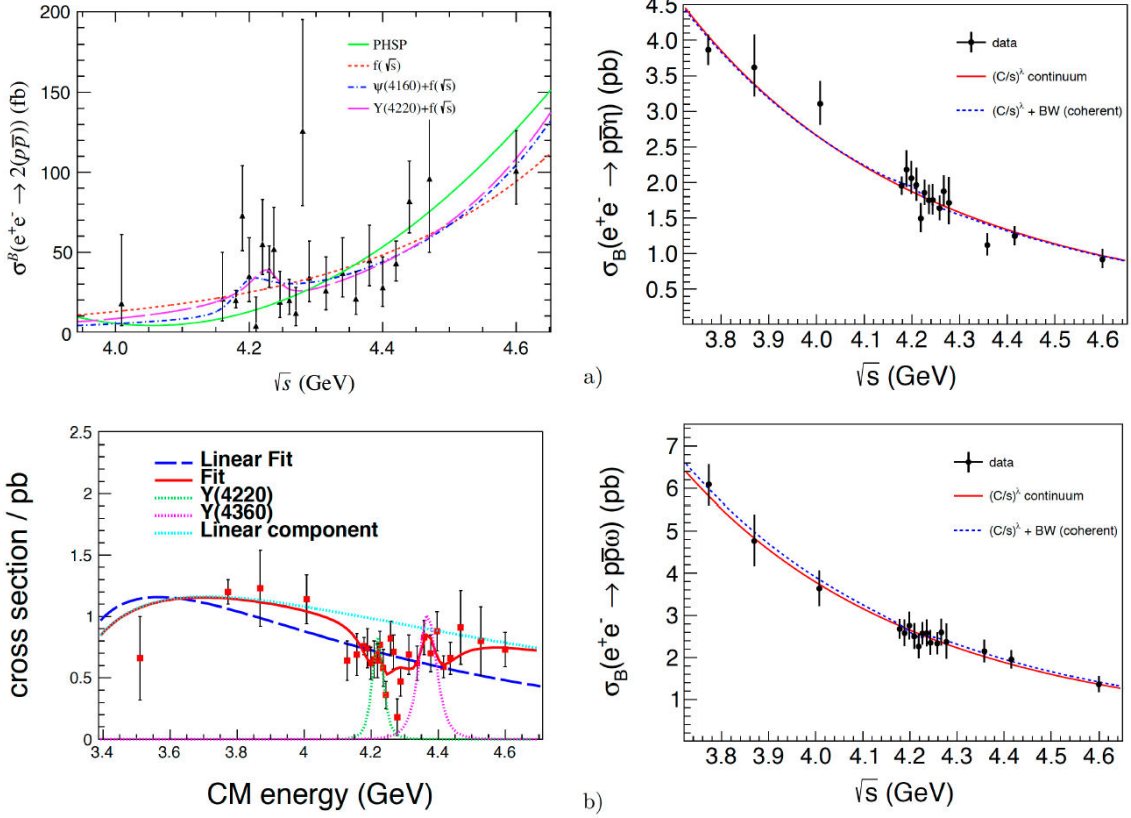 σᴮ(e⁺e⁻ → 2(pp̄)) (fb)
200
150
100
50
0
PHSP
f(√s)
ψ(4160)+f(√s)
Y(4220)+f(√s)
4.0 4.2 4.4 4.6
√s (GeV)
a)
σ_B(e⁺e⁻ → pp̄η) (pb)
4.5
4.0
3.5
3.0
2.5
2.0
1.5
1.0
0.5
data
(C/s)^λ continuum
(C/s)^λ + BW (coherent)
3.8 3.9 4.0 4.1 4.2 4.3 4.4 4.5 4.6
√s (GeV)
cross section / pb
2.5
2
1.5
1
0.5
0
Linear Fit
Fit
Y(4220)
Y(4360)
Linear component
3.4 3.6 3.8 4 4.2 4.4 4.6
CM energy (GeV)
b)
σ_B(e⁺e⁻ → pp̄ω) (pb)
7
6
5
4
3
2
1
data
(C/s)^λ continuum
(C/s)^λ + BW (coherent)
3.8 3.9 4.0 4.1 4.2 4.3 4.4 4.5 4.6
√s (GeV)